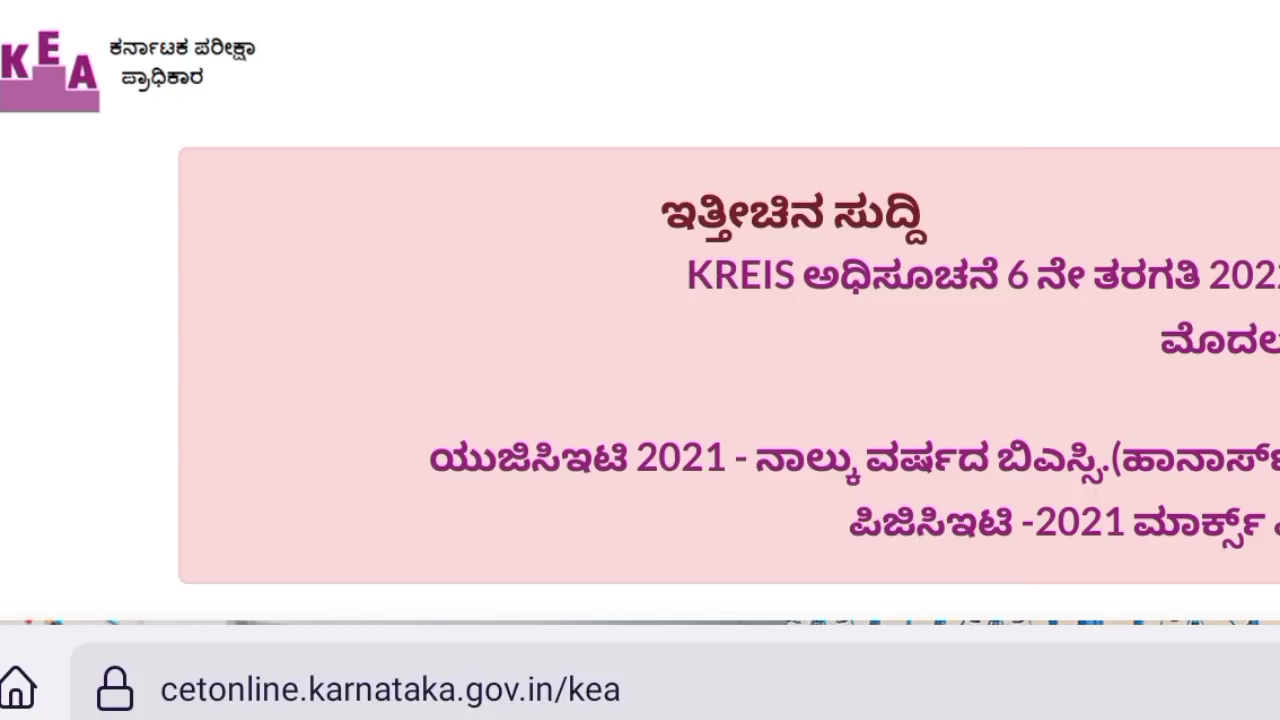 KEA
ಕರ್ನಾಟಕ ಪರೀಕ್ಷಾ
ಪ್ರಾಧಿಕಾರ
ಇತ್ತೀಚಿನ ಸುದ್ದಿ
KREIS ಅಧಿಸೂಚನೆ 6 ನೇ ತರಗತಿ
ಯುಜಿಸಿಇಟಿ 2021 - ನಾಲ್ಕು ವರ್ಷದ ಬಿಎಸ್ಸಿ.(ಹಾನಾರ್ಸ್
ಪಿಜಿಸಿಇಟಿ -2021 ಮಾರ್ಕ್ಸ್
cetonline.karnataka.gov.in/kea